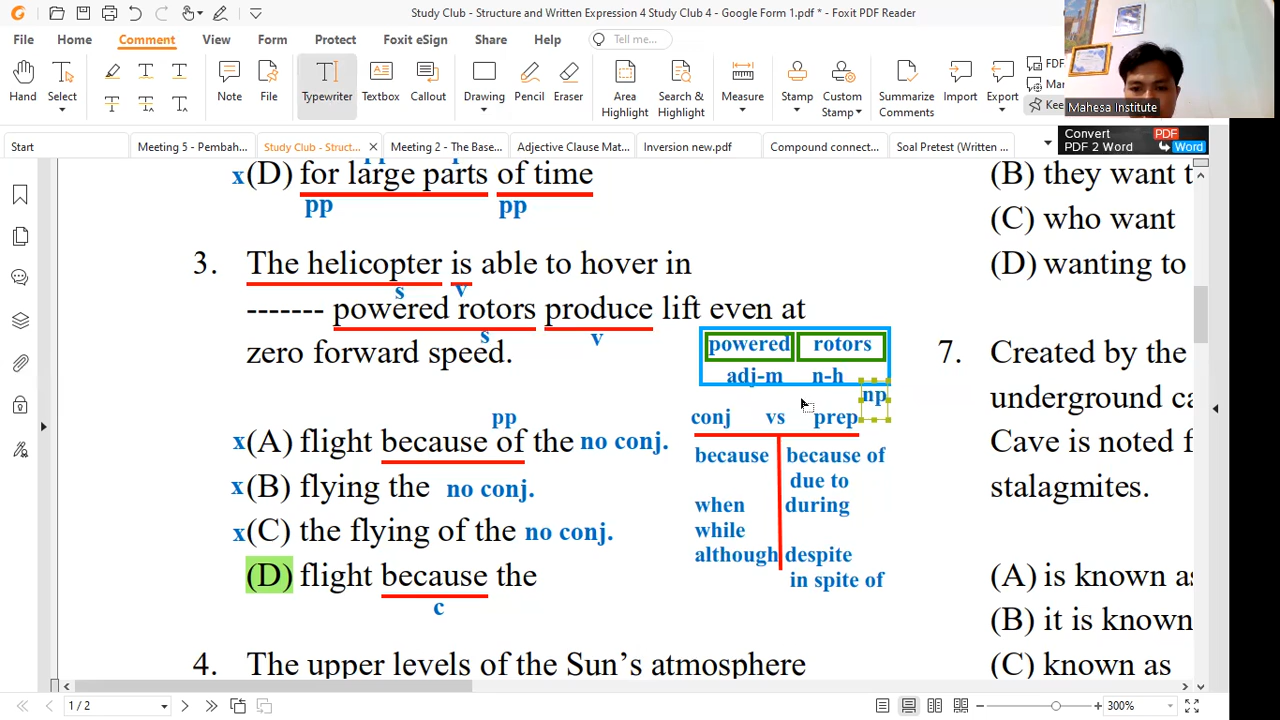 Study Club - Structure and Written Expression 4 Study Club 4 - Google Form 1.pdf * - Foxit PDF Reader
File Home Comment View Form Protect Foxit eSign Share Help Tell me...
Hand Select Note File Typewriter Textbox Callout Drawing Pencil Eraser Area Highlight Search & Highlight Measure Stamp Custom Stamp Summarize Comments Import Export FDF
Mahesa Institute
Start Meeting 5 - Pembah... Study Club - Struct... Meeting 2 - The Base... Adjective Clause Mat... Inversion new.pdf Compound connect... Soal Pretest (Written ...
Convert PDF
PDF 2 Word Word
x (D) for large parts of time
pp pp
3. The helicopter is able to hover in
s v
------- powered rotors produce lift even at
s v
zero forward speed.
powered rotors
adj-m n-h
np
pp
conj vs prep
x (A) flight because of the no conj.
x (B) flying the no conj.
x (C) the flying of the no conj.
(D) flight because the
c
because because of
due to
when during
while
although despite
in spite of
4. The upper levels of the Sun's atmosphere
(B) they want t
(C) who want
(D) wanting to
7. Created by the
underground ca
Cave is noted f
stalagmites.
(A) is known as
(B) it is known
(C) known as
1 / 2 300%